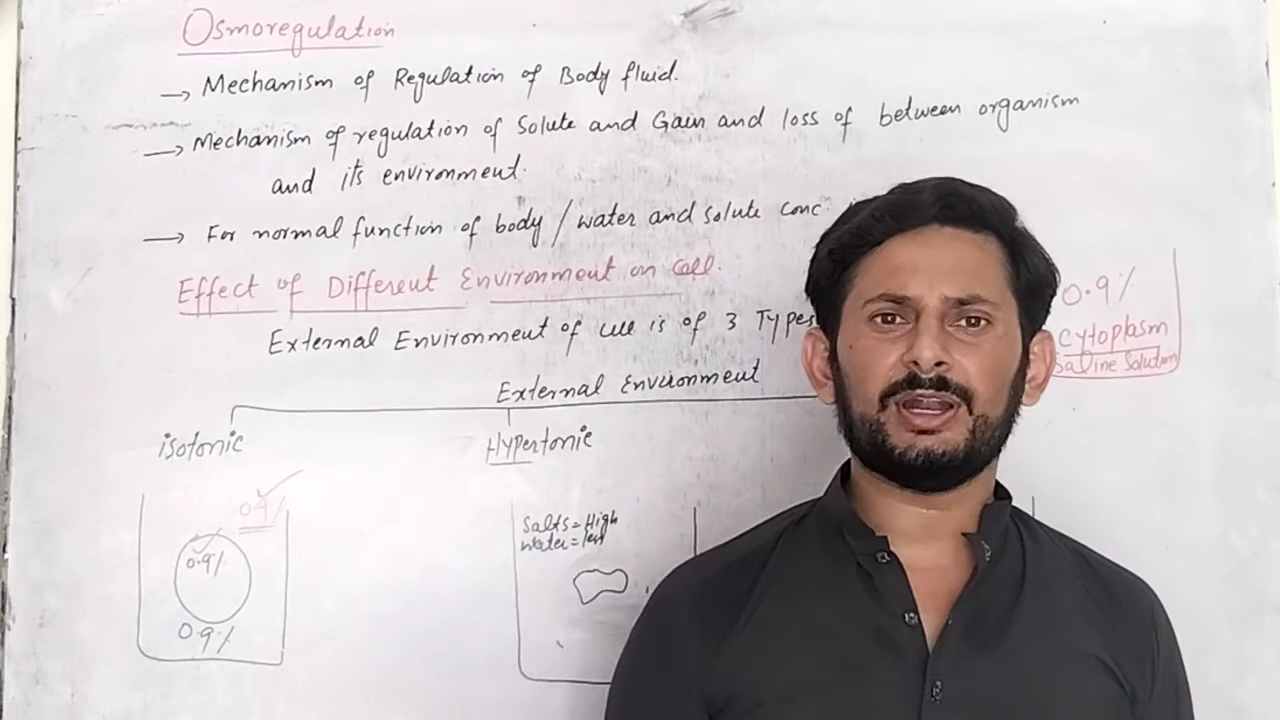 Osmoregulation
→ Mechanism of Regulation of Body fluid.
→ Mechanism of regulation of Solute and Gain and loss of between organism
and its environment.
→ For normal function of body / water and solute conc.
Effect of Different Environment on Cell.
External Environment of cell is of 3 Types
External Environment
isotonic
Hypertonic
0.9%
0.9%
0.9%
Salts = High
Water =
0.9%
Cytoplasm
Saline Solution